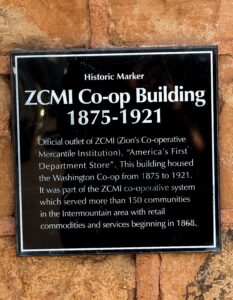 Historic Marker
ZCMI Co-op Building
1875-1921
Official outlet of ZCMI (Zion's Co-operative
Mercantile Institution), "America's First
Department Store". This building housed
the Washington Co-op from 1875 to 1921.
It was part of the ZCMI co-operative system
which served more than 150 communities
in the Intermountain area with retail
commodities and services beginning in 1868.